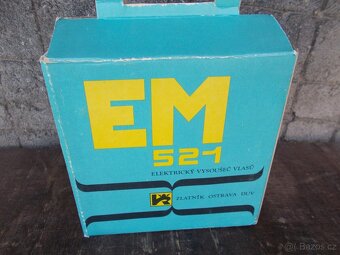 EM
521
ELEKTRICKÝ VYSOUŠEČ VLASŮ
ZLATNÍK OSTRAVA DUV
© Bazos.cz